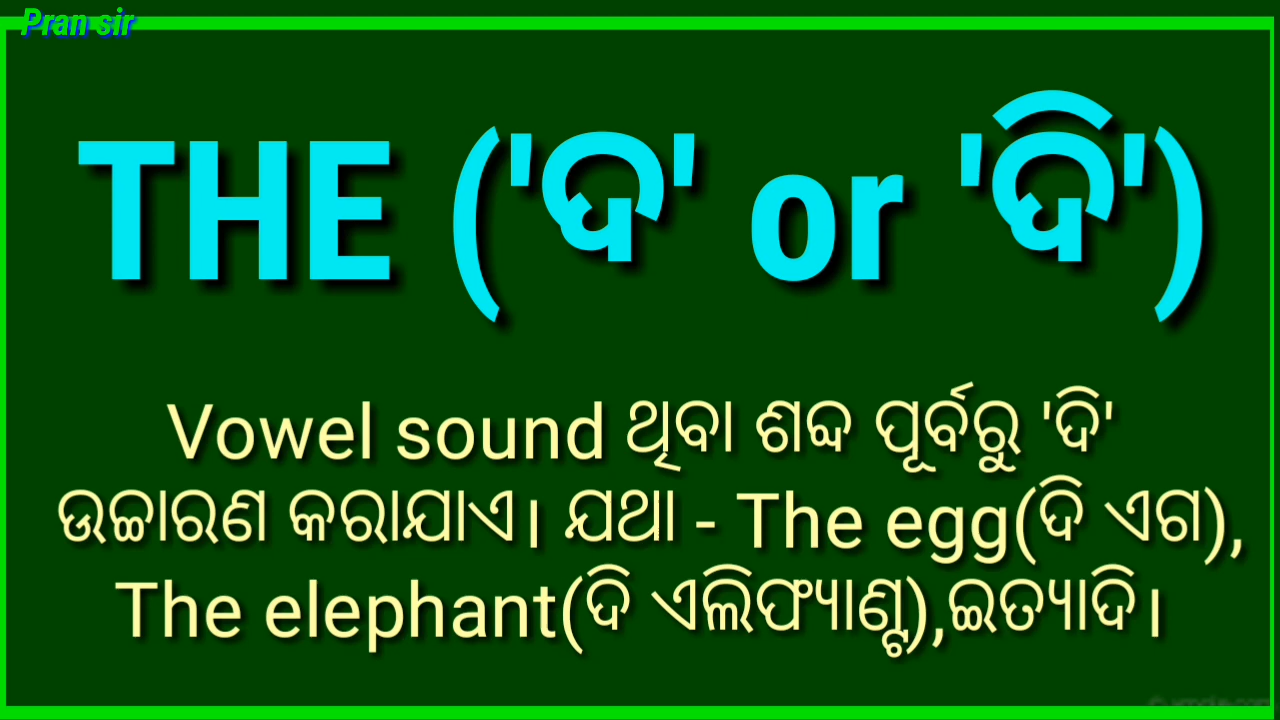 Pran sir
THE ('ଦ' or 'ଦି')
Vowel sound ଥିବା ଶବ୍ଦ ପୂର୍ବରୁ 'ଦି'
ଉଚ୍ଚାରଣ କରାଯାଏ। ଯଥା - The egg(ଦି ଏଗ),
The elephant(ଦି ଏଲିଫ୍ୟାଣ୍ଟ),ଇତ୍ୟାଦି।